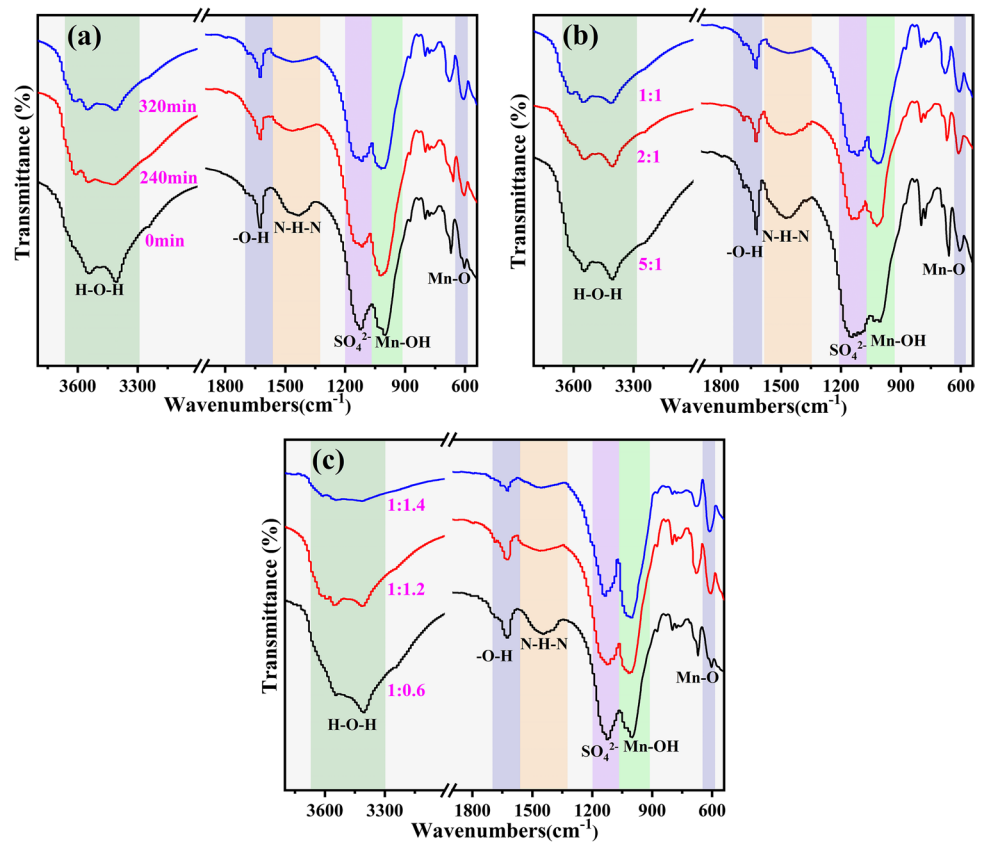 (a)
Transmittance (%)
320min
240min
0min
H-O-H
-O-H
N-H-N
SO₄²⁻
Mn-OH
Mn-O
3600
3300
1800
1500
1200
900
600
Wavenumbers(cm⁻¹)
(b)
Transmittance (%)
1:1
2:1
5:1
H-O-H
-O-H
N-H-N
SO₄²⁻
Mn-OH
Mn-O
3600
3300
1800
1500
1200
900
600
Wavenumbers(cm⁻¹)
(c)
Transmittance (%)
1:1.4
1:1.2
1:0.6
H-O-H
-O-H
N-H-N
SO₄²⁻
Mn-OH
Mn-O
3600
3300
1800
1500
1200
900
600
Wavenumbers(cm⁻¹)